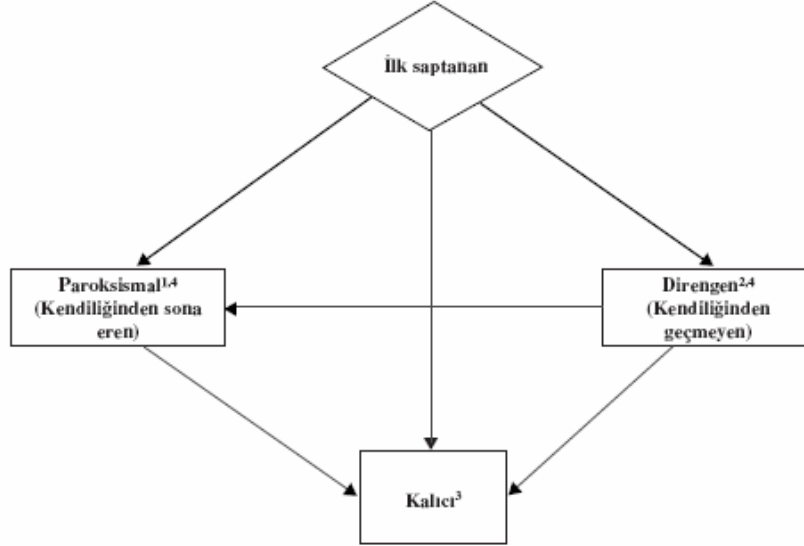 İlk saptanan
Paroksismal¹,⁴
(Kendiliğinden sona
eren)
Direngen²,⁴
(Kendiliğinden
geçmeyen)
Kalıcı³